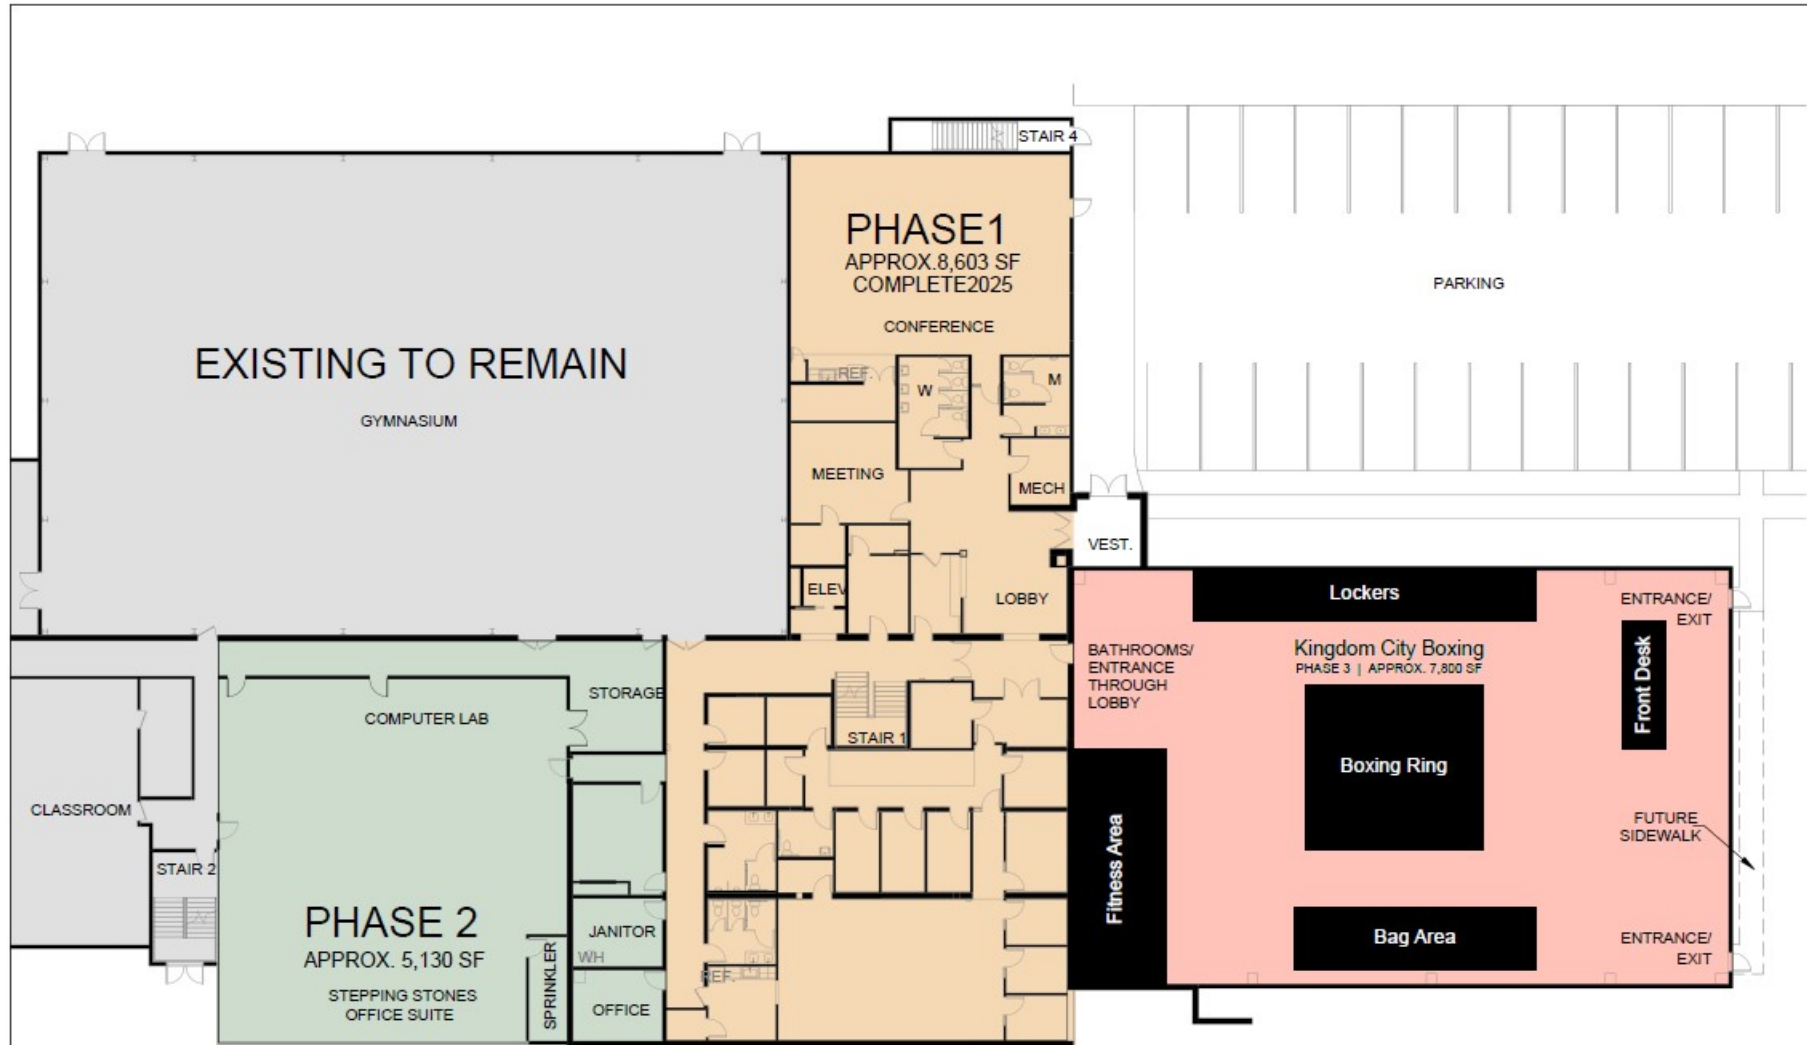 STAIR 4
PHASE1
APPROX.8,603 SF
COMPLETE2025
CONFERENCE
PARKING
EXISTING TO REMAIN
GYMNASIUM
REF.
W
M
MEETING
MECH
VEST.
ELEV
LOBBY
Lockers
ENTRANCE/
EXIT
BATHROOMS/
ENTRANCE
THROUGH
LOBBY
Kingdom City Boxing
PHASE 3 | APPROX. 7,800 SF
Front Desk
Boxing Ring
STORAGE
COMPUTER LAB
STAIR 1
CLASSROOM
STAIR 2
Fitness Area
FUTURE
SIDEWALK
PHASE 2
APPROX. 5,130 SF
STEPPING STONES
OFFICE SUITE
SPRINKLER
JANITOR
WH
OFFICE
REF.
Bag Area
ENTRANCE/
EXIT